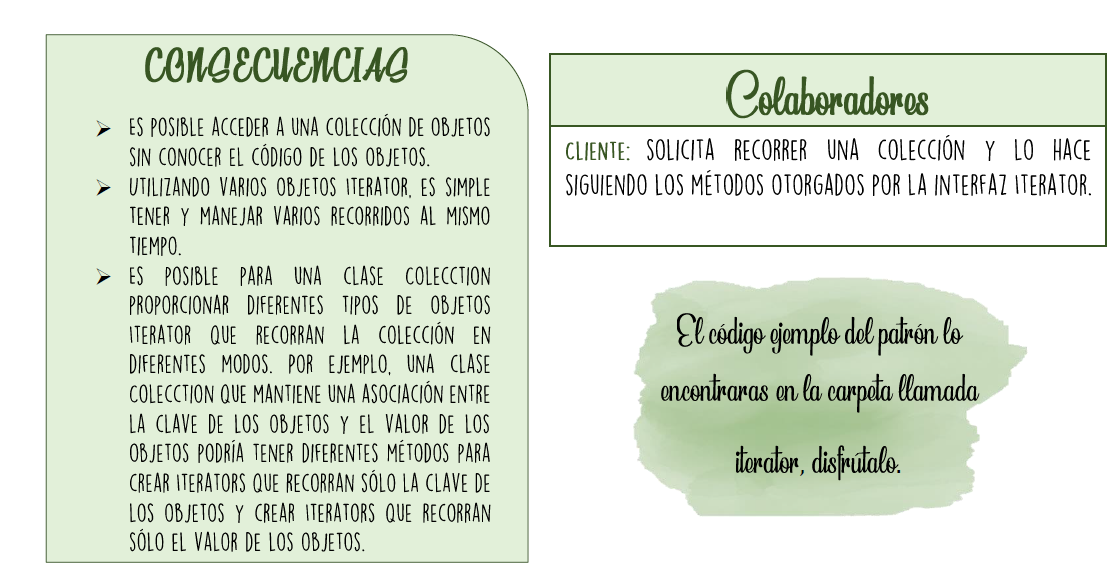 CONSECUENCIAS
➢ ES POSIBLE ACCEDER A UNA COLECCIÓN DE OBJETOS
SIN CONOCER EL CÓDIGO DE LOS OBJETOS.
➢ UTILIZANDO VARIOS OBJETOS ITERATOR, ES SIMPLE
TENER Y MANEJAR VARIOS RECORRIDOS AL MISMO
TIEMPO.
➢ ES POSIBLE PARA UNA CLASE COLECCTION
PROPORCIONAR DIFERENTES TIPOS DE OBJETOS
ITERATOR QUE RECORRAN LA COLECCIÓN EN
DIFERENTES MODOS. POR EJEMPLO, UNA CLASE
COLECCTION QUE MANTIENE UNA ASOCIACIÓN ENTRE
LA CLAVE DE LOS OBJETOS Y EL VALOR DE LOS
OBJETOS PODRÍA TENER DIFERENTES MÉTODOS PARA
CREAR ITERATORS QUE RECORRAN SÓLO LA CLAVE DE
LOS OBJETOS Y CREAR ITERATORS QUE RECORRAN
SÓLO EL VALOR DE LOS OBJETOS.
Colaboradores
CLIENTE: SOLICITA RECORRER UNA COLECCIÓN Y LO HACE
SIGUIENDO LOS MÉTODOS OTORGADOS POR LA INTERFAZ ITERATOR.
El código ejemplo del patrón lo
encontraras en la carpeta llamada
iterator, disfrútalo.